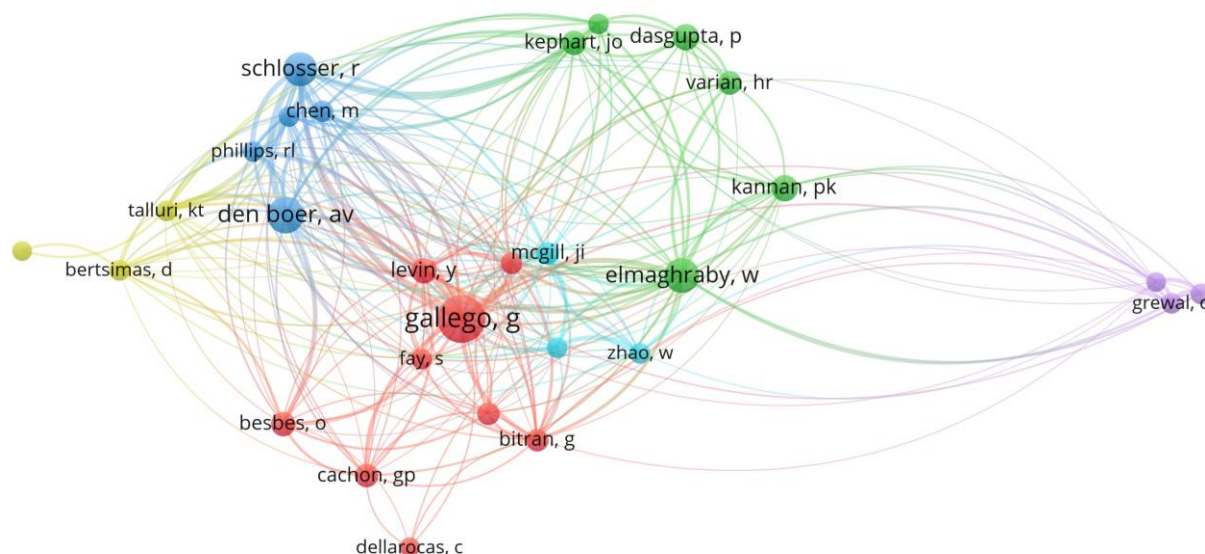 kephart, jo
dasgupta, p
schlosser, r
varian, hr
chen, m
phillips, rl
kannan, pk
talluri, kt
den boer, av
mcgill, ji
levin, y
bertsimas, d
elmaghraby, w
grewal, d
gallego, g
zhao, w
fay, s
besbes, o
bitran, g
cachon, gp
dellarocas, c